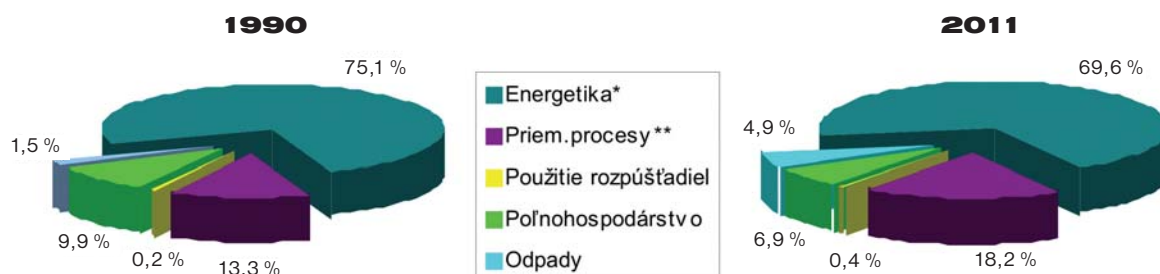 1990
75,1 %
1,5 %
9,9 %
0,2 %
13,3 %
Energetika*
Priem.procesy **
Použitie rozpúšťadiel
Poľnohospodárstvo
Odpady
2011
69,6 %
4,9 %
6,9 %
0,4 %
18,2 %